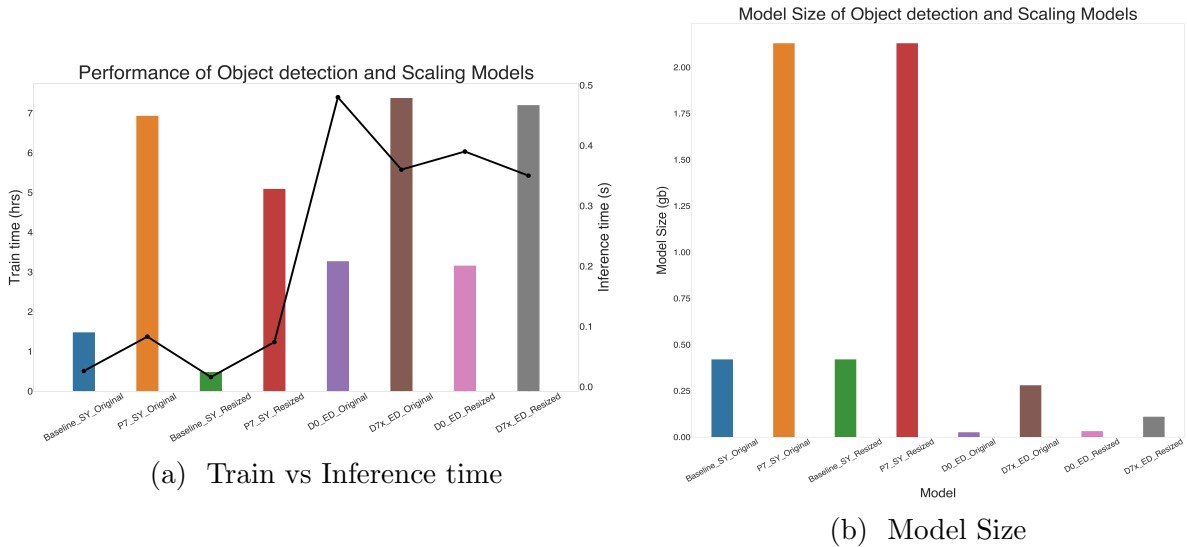 Performance of Object detection and Scaling Models
Train time (hrs)
7
6
5
4
3
2
1
0
0.5
0.4
0.3
0.2
0.1
0.0
Inference time (s)
Baseline_SY_Original
P7_SY_Original
Baseline_SY_Resized
P7_SY_Resized
D0_ED_Original
D7x_ED_Original
D0_ED_Resized
D7x_ED_Resized
(a) Train vs Inference time
Model Size of Object detection and Scaling Models
Model Size (gb)
2.00
1.75
1.50
1.25
1.00
0.75
0.50
0.25
0.00
Baseline_SY_Original
P7_SY_Original
Baseline_SY_Resized
P7_SY_Resized
D0_ED_Original
D7x_ED_Original
D0_ED_Resized
D7x_ED_Resized
Model
(b) Model Size